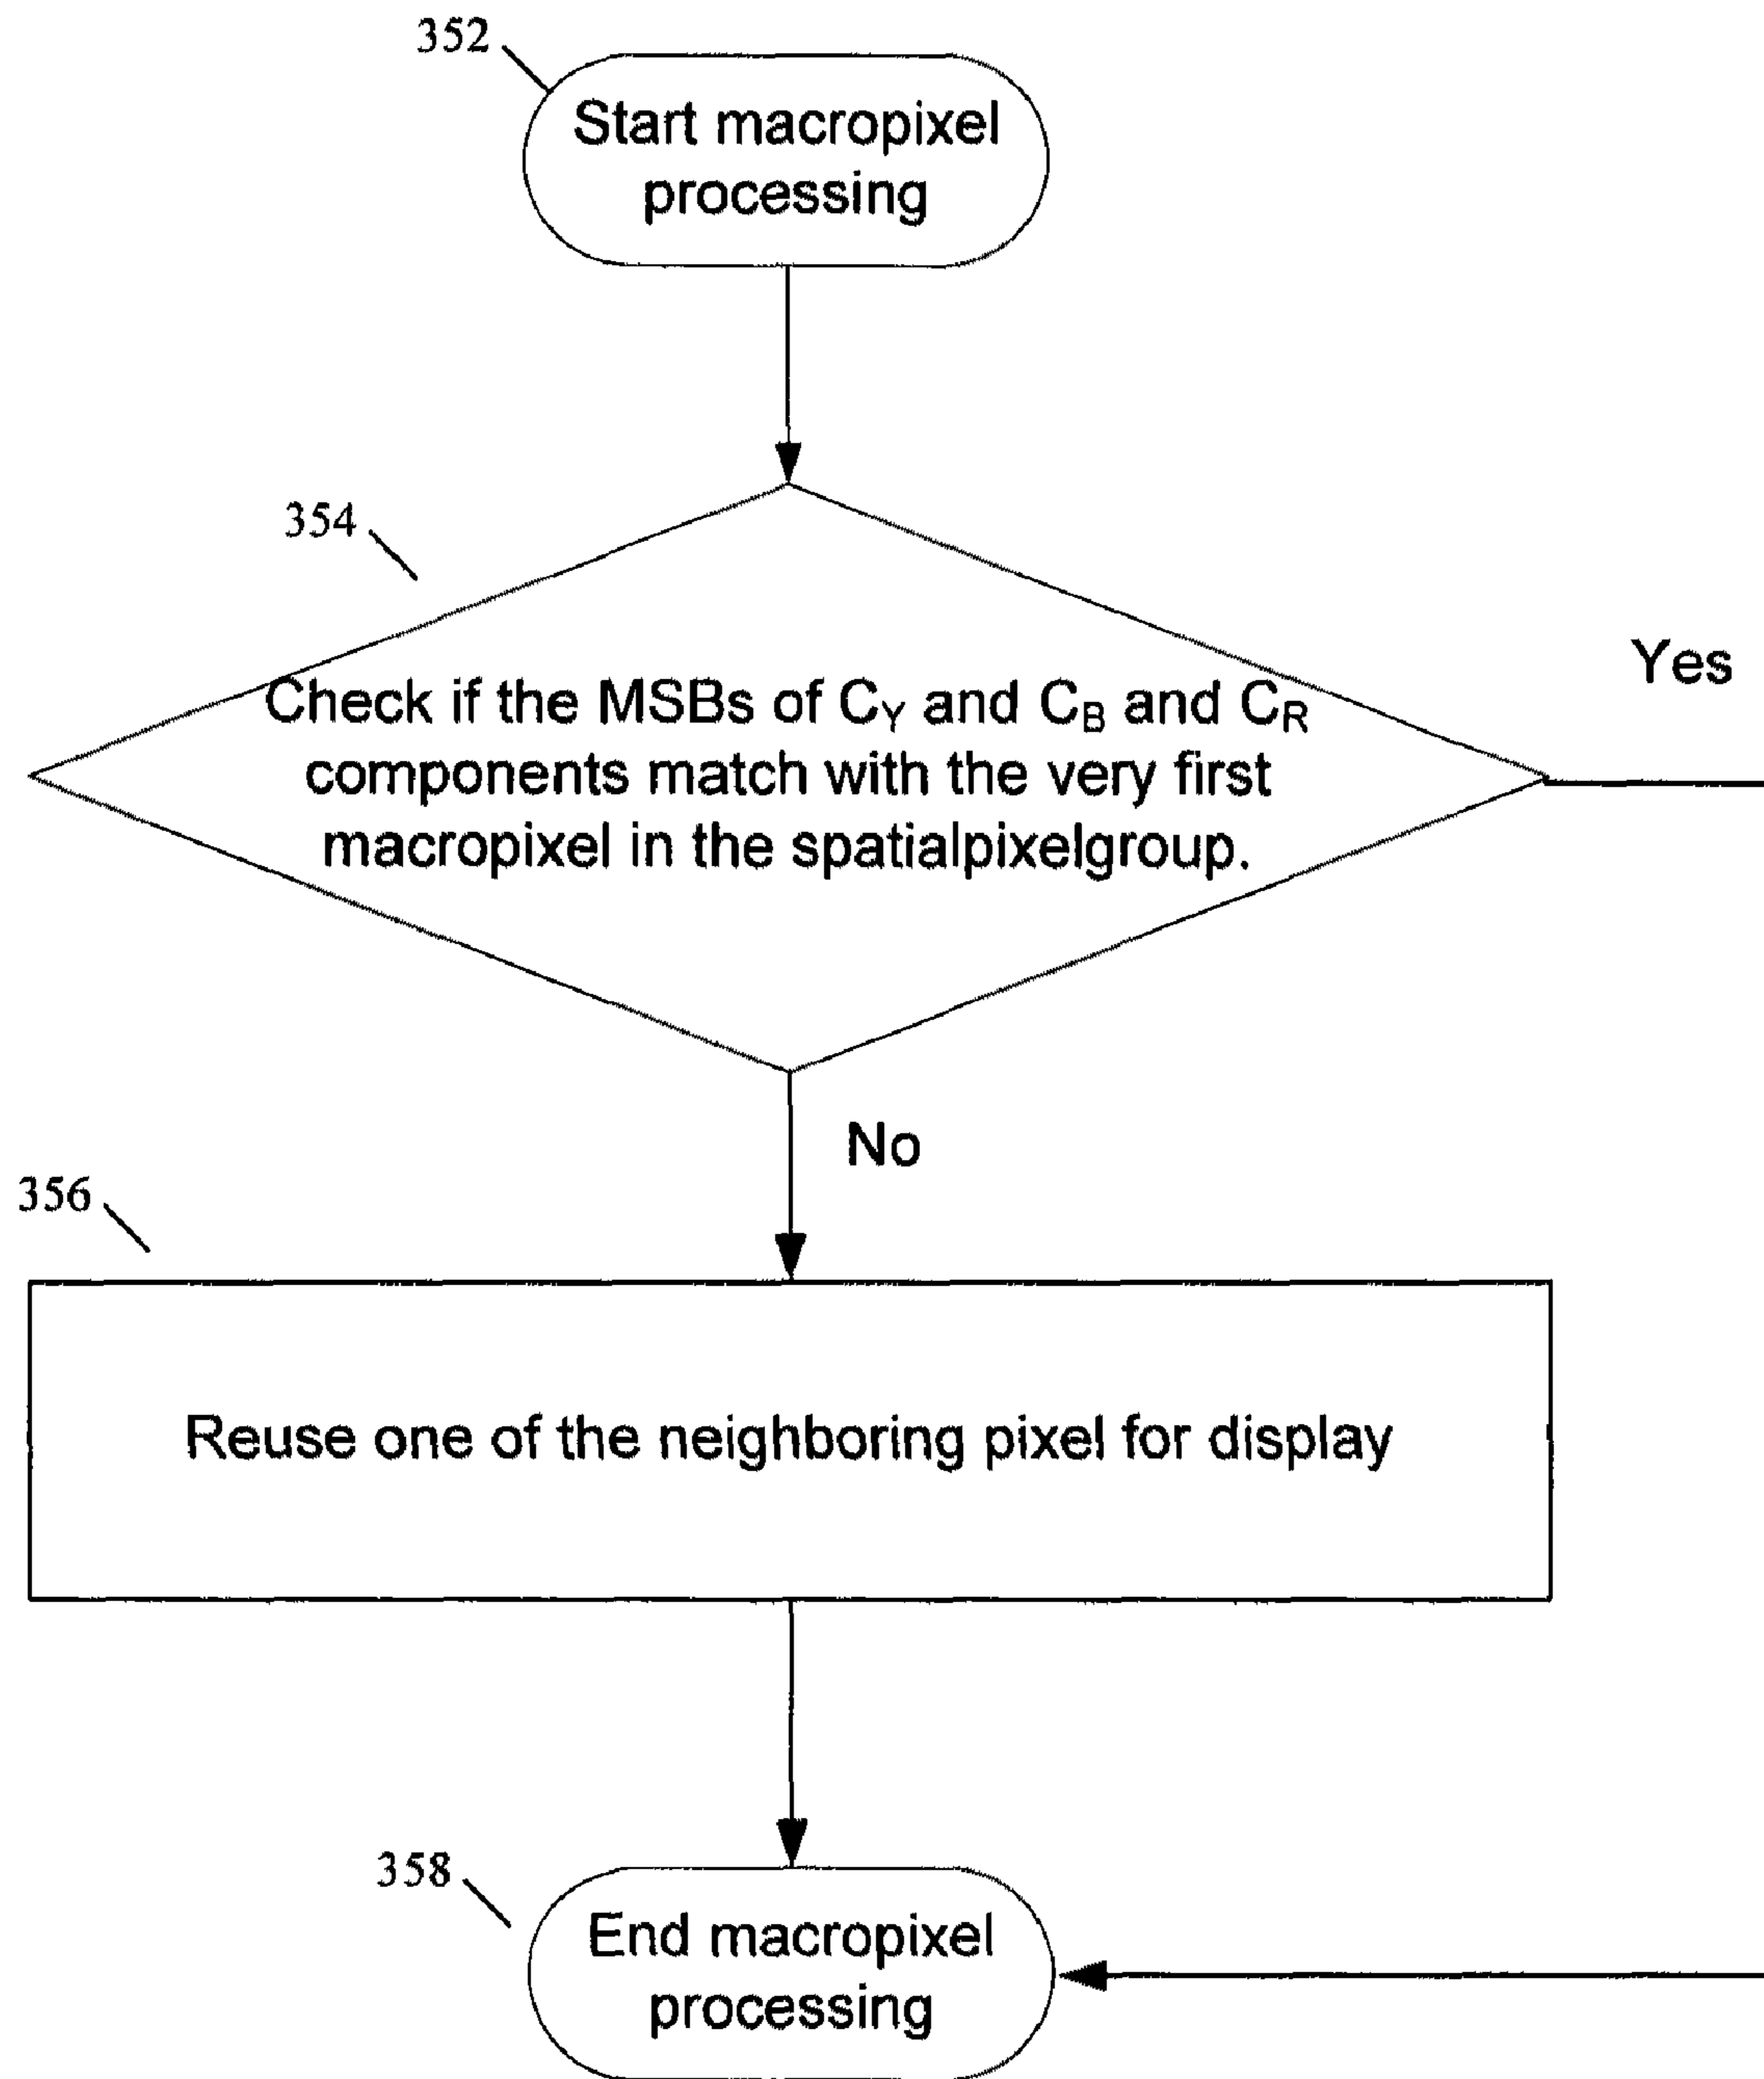 352
Start macropixel
processing
354
Yes
Check if the MSBs of CY and CB and CR
components match with the very first
macropixel in the spatialpixelgroup.
No
356
Reuse one of the neighboring pixel for display
358
End macropixel
processing